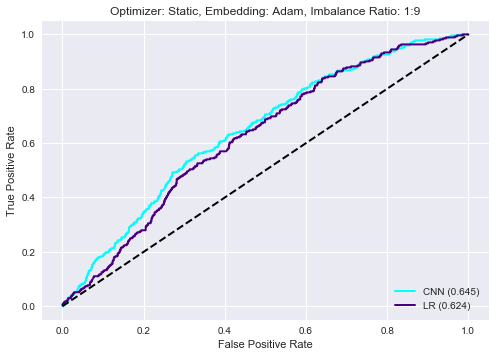 Optimizer: Static, Embedding: Adam, Imbalance Ratio: 1:9
1.0
0.8
0.6
0.4
0.2
0.0
True Positive Rate
CNN (0.645)
LR (0.624)
0.0 0.2 0.4 0.6 0.8 1.0
False Positive Rate